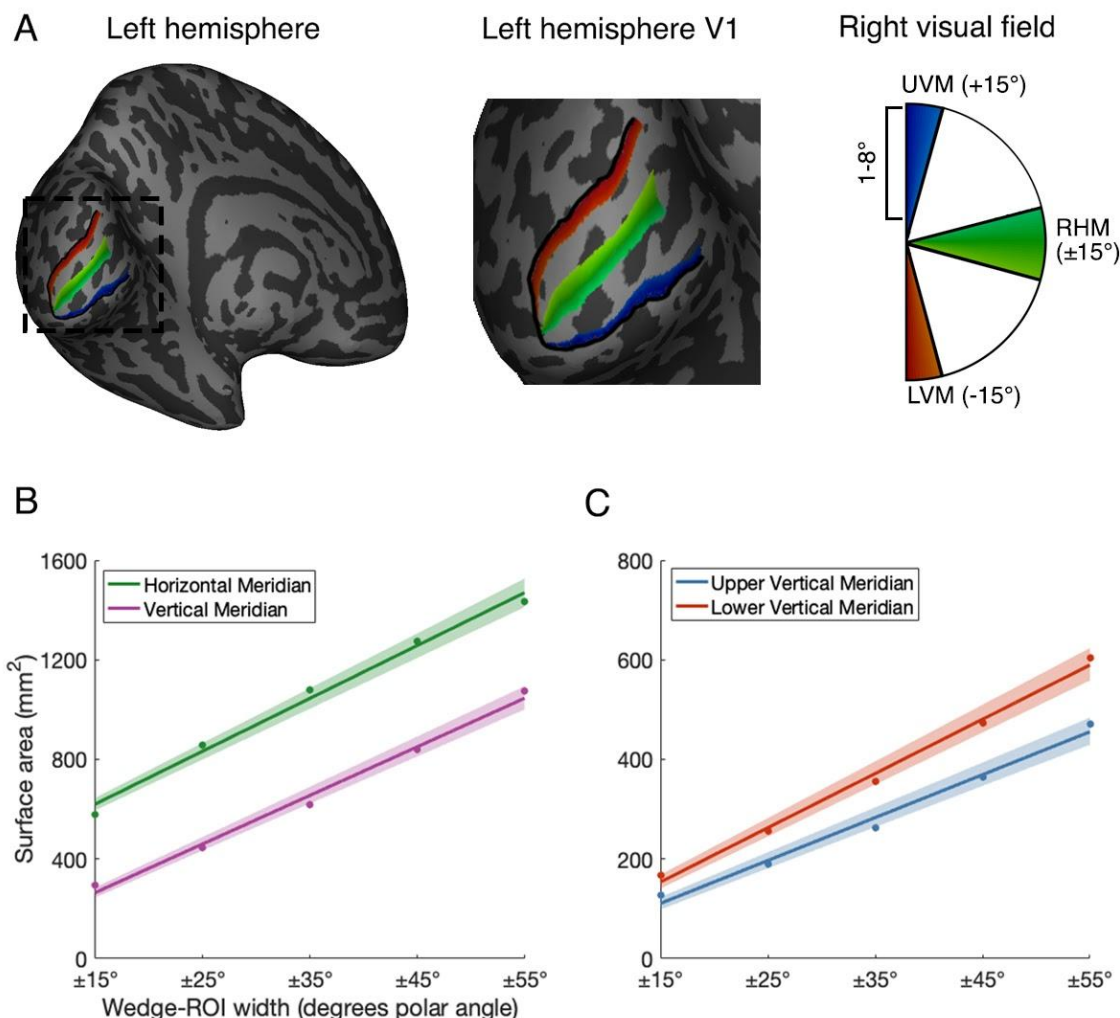 A
Left hemisphere
Left hemisphere V1
Right visual field
UVM (+15°)
1-8°
RHM
(±15°)
LVM (-15°)
B
Horizontal Meridian
Vertical Meridian
Surface area (mm²)
1600
1200
800
400
0
±15°
±25°
±35°
±45°
±55°
Wedge-ROI width (degrees polar angle)
C
Upper Vertical Meridian
Lower Vertical Meridian
800
600
400
200
0
±15°
±25°
±35°
±45°
±55°